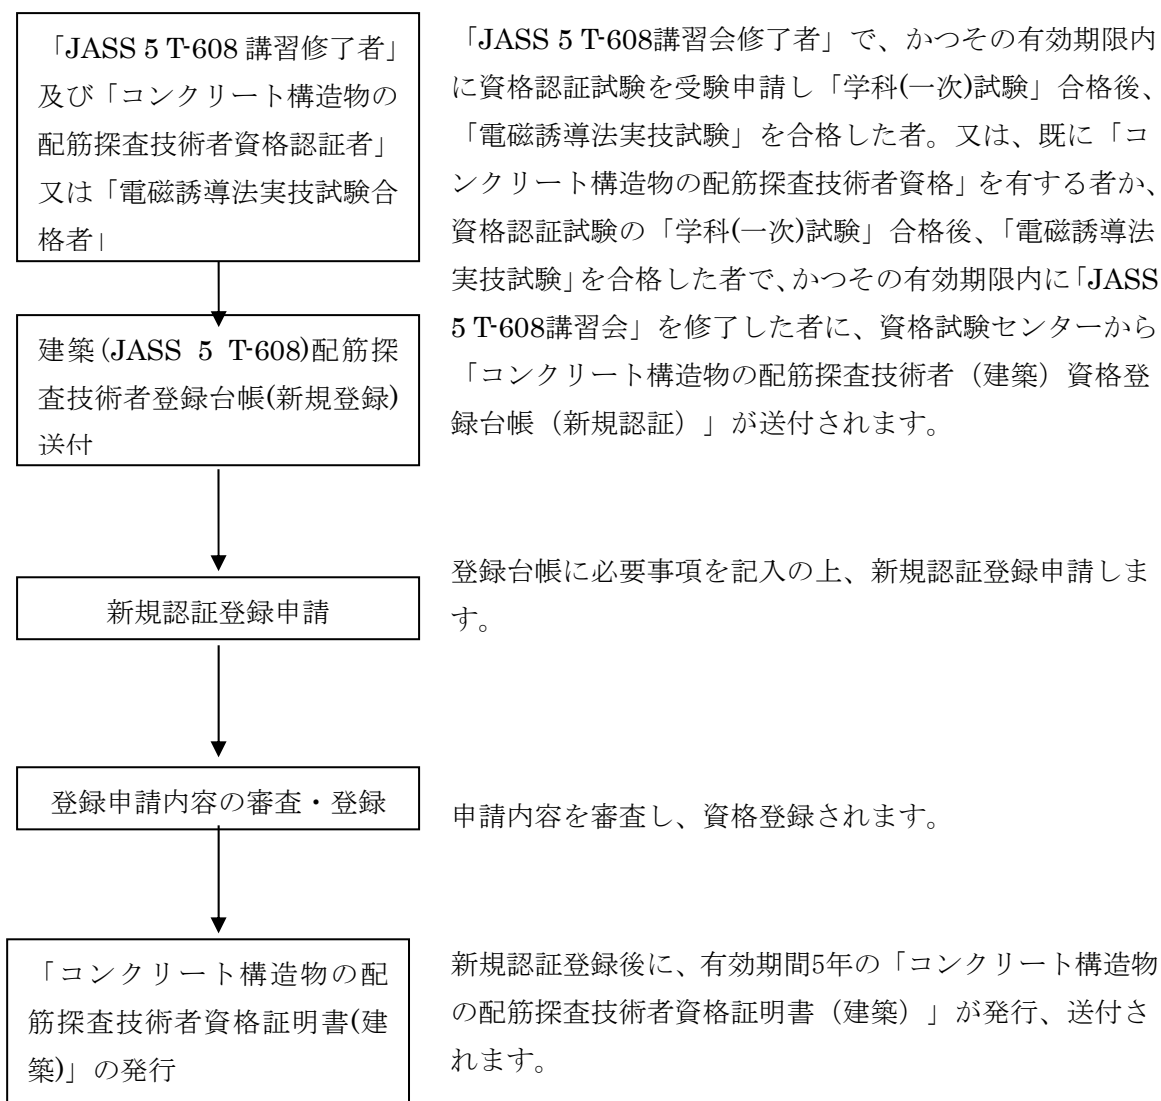 「JASS 5 T-608 講習修了者」
及び「コンクリート構造物の
配筋探査技術者資格認証者」
又は「電磁誘導法実技試験合
格者」
「JASS 5 T-608講習会修了者」で、かつその有効期限内
に資格認証試験を受験申請し「学科(一次)試験」合格後、
「電磁誘導法実技試験」を合格した者。又は、既に「コ
ンクリート構造物の配筋探査技術者資格」を有する者か、
資格認証試験の「学科(一次)試験」合格後、「電磁誘導法
実技試験」を合格した者で、かつその有効期限内に「JASS
5 T-608講習会」を修了した者に、資格試験センターから
「コンクリート構造物の配筋探査技術者（建築）資格登
録台帳（新規認証）」が送付されます。
建築(JASS 5 T-608)配筋探
査技術者登録台帳(新規登録)
送付
新規認証登録申請
登録台帳に必要事項を記入の上、新規認証登録申請しま
す。
登録申請内容の審査・登録
申請内容を審査し、資格登録されます。
「コンクリート構造物の配
筋探査技術者資格証明書(建
築)」の発行
新規認証登録後に、有効期間5年の「コンクリート構造物
の配筋探査技術者資格証明書（建築）」が発行、送付さ
れます。